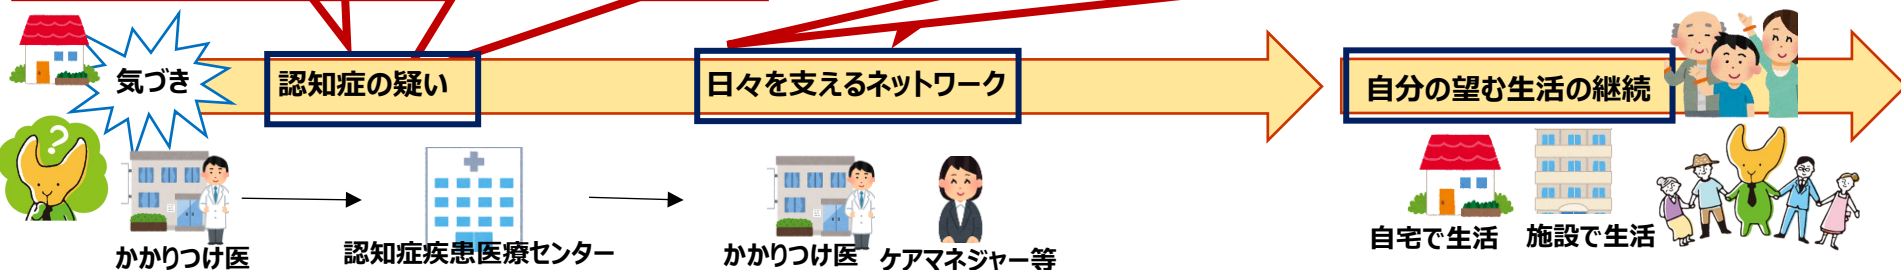 気づき
認知症の疑い
日々を支えるネットワーク
自分の望む生活の継続
?
かかりつけ医
認知症疾患医療センター
かかりつけ医
ケアマネジャー等
自宅で生活
施設で生活